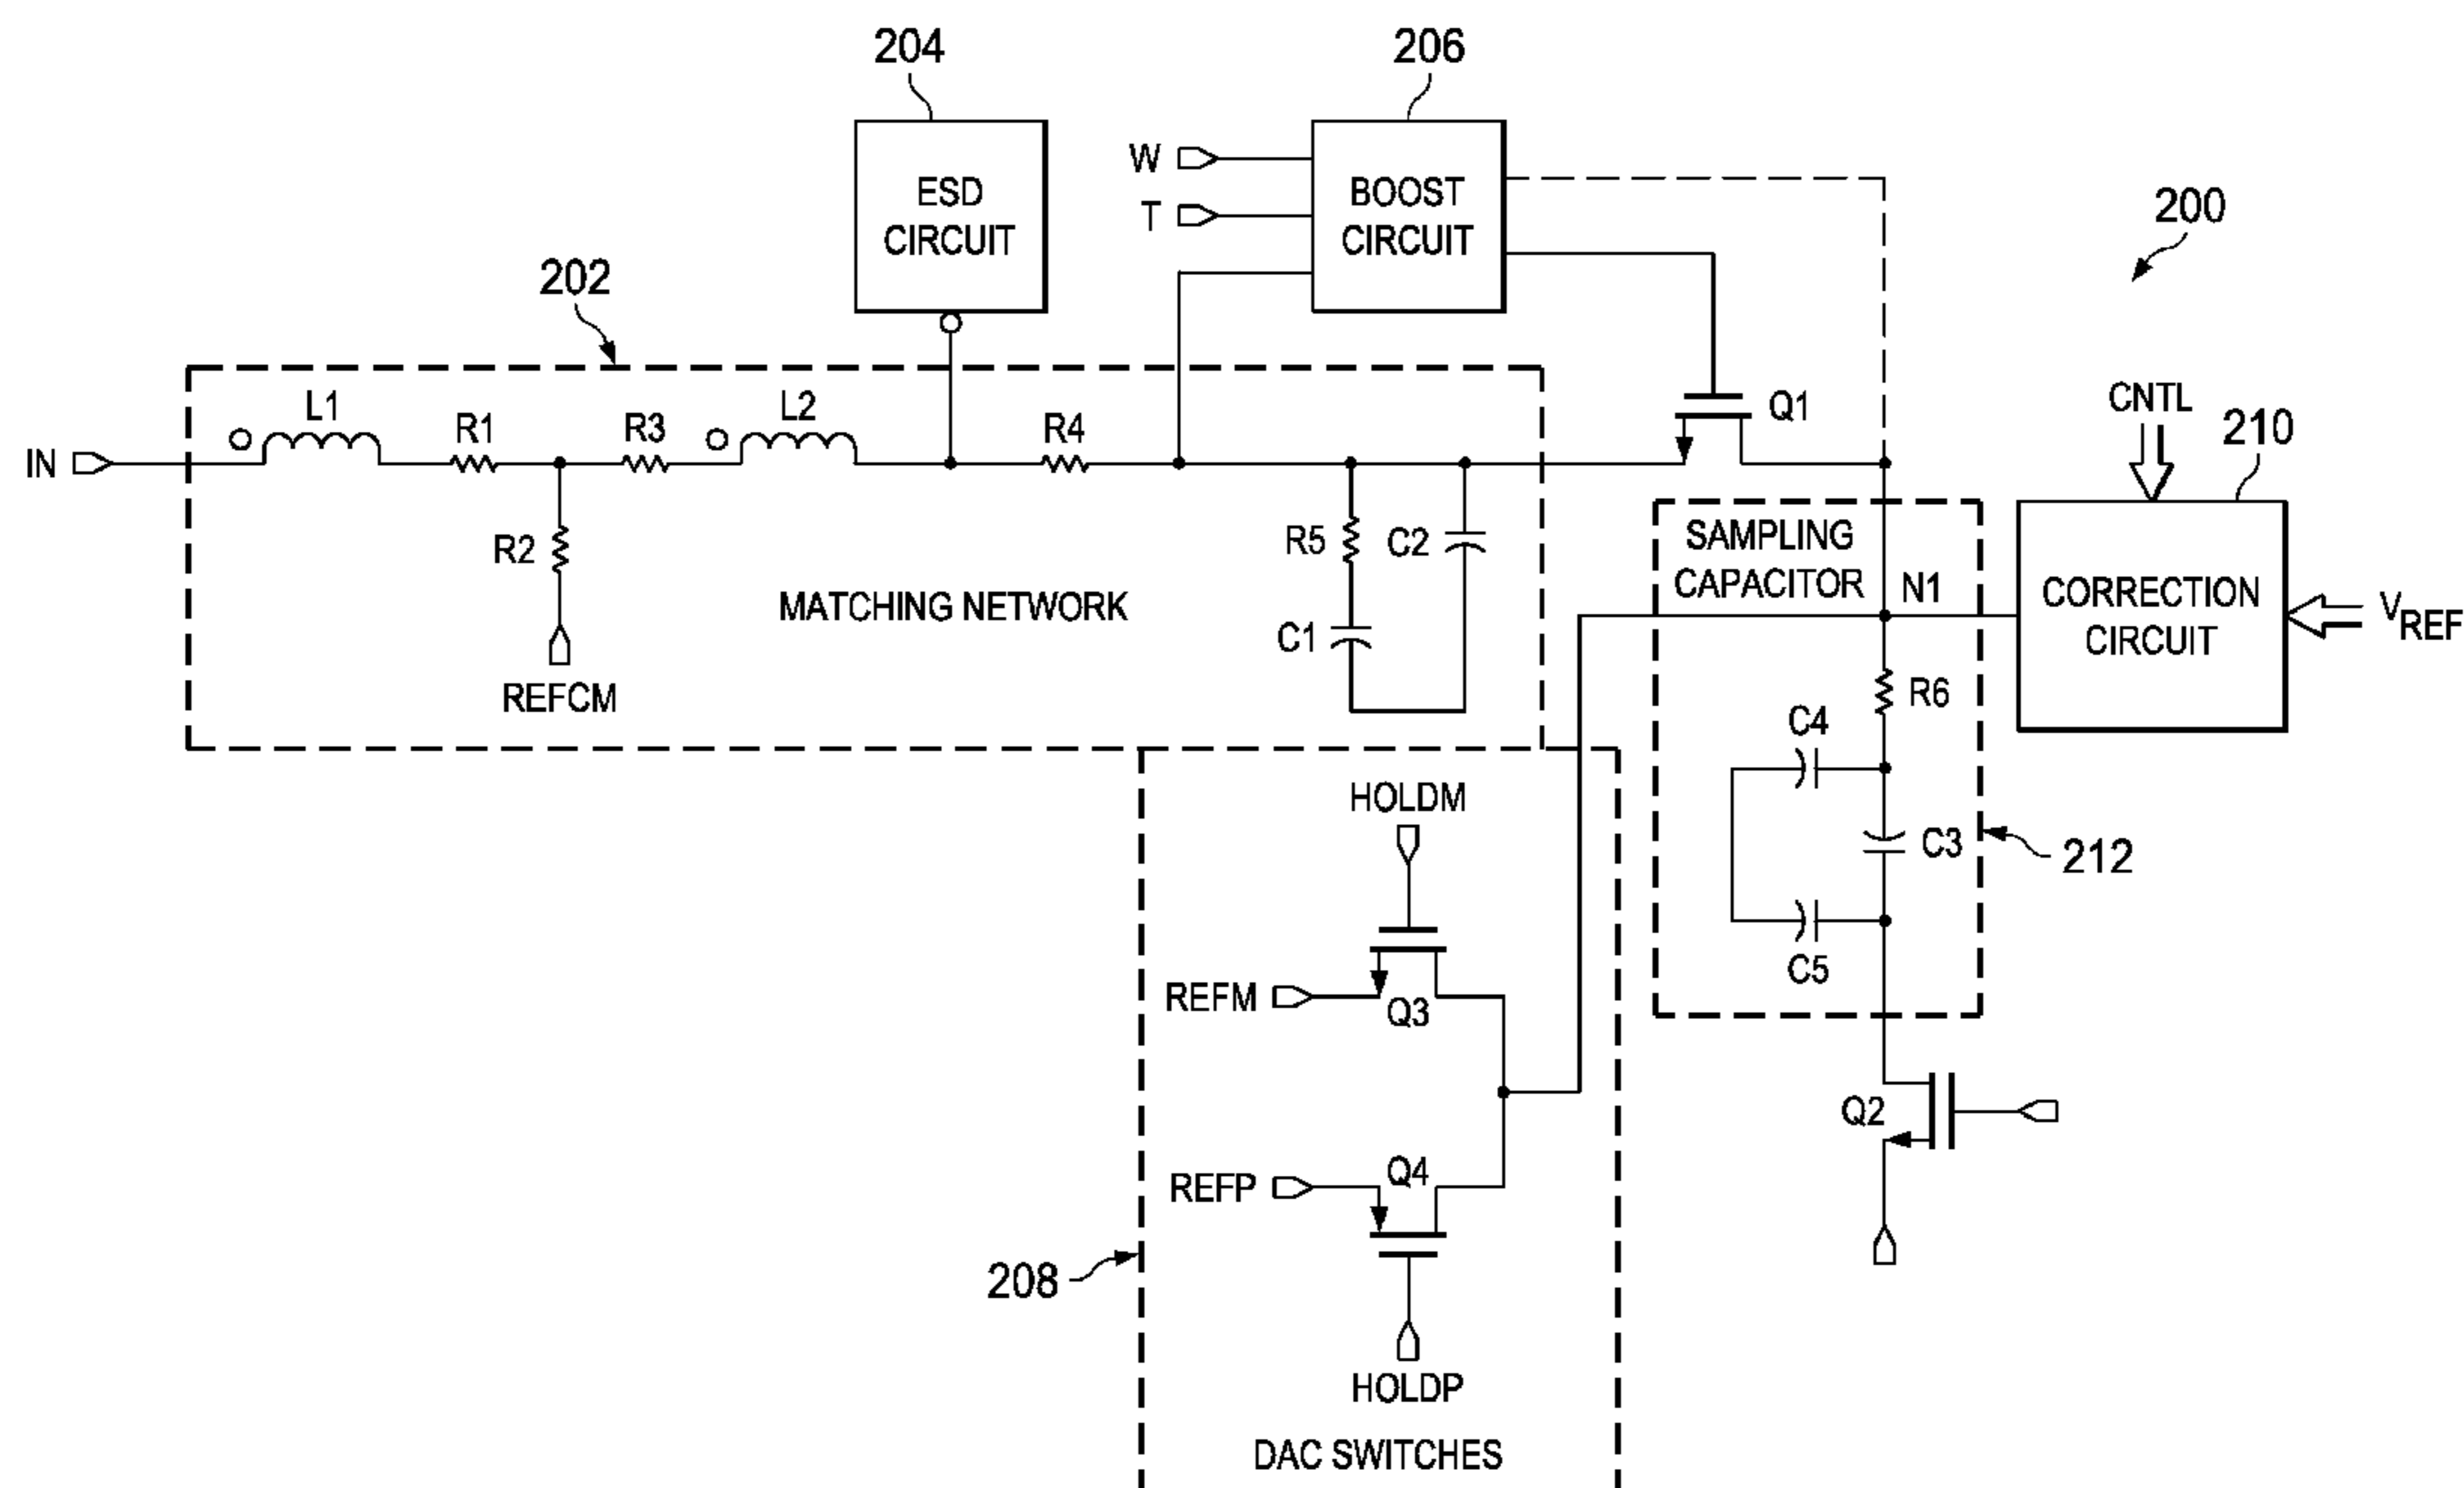 204
206
W
T
ESD
CIRCUIT
BOOST
CIRCUIT
200
202
L1
R1
R3
L2
R4
Q1
CNTL
210
IN
R2
R5
C2
SAMPLING
CAPACITOR
N1
CORRECTION
CIRCUIT
VREF
MATCHING NETWORK
C1
REFCM
R6
C4
HOLDM
C3
212
C5
REFM
Q3
Q2
REFP
Q4
208
HOLDP
DAC SWITCHES